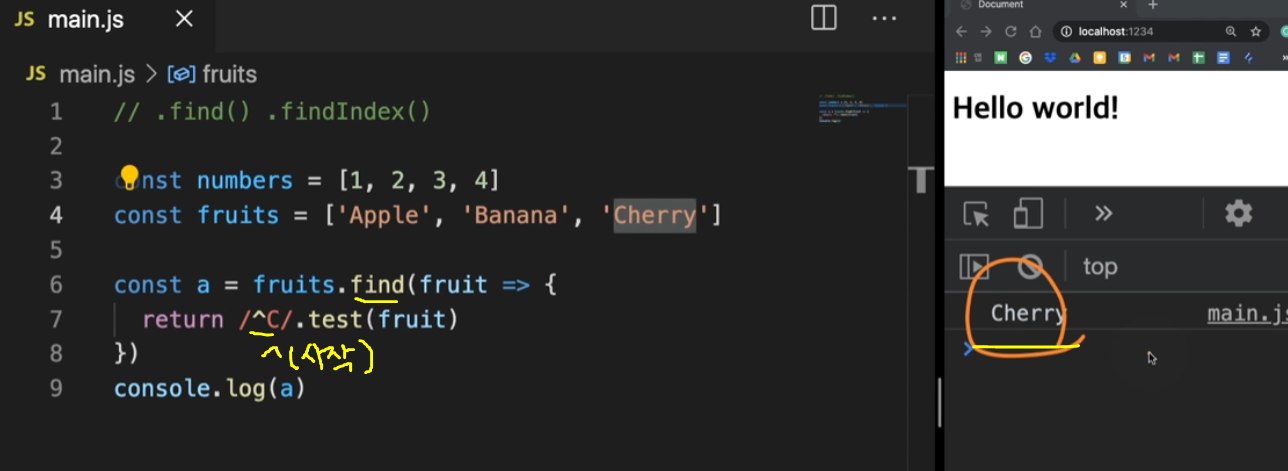 JS main.js ×
JS main.js > fruits
1 // .find() .findIndex()
2
3 const numbers = [1, 2, 3, 4]
4 const fruits = ['Apple', 'Banana', 'Cherry']
5
6 const a = fruits.find(fruit => {
7 return /^C/.test(fruit)
8 })
^(시작)
9 console.log(a)
T
Document × +
localhost:1234
Hello world!
top
Cherry main.js